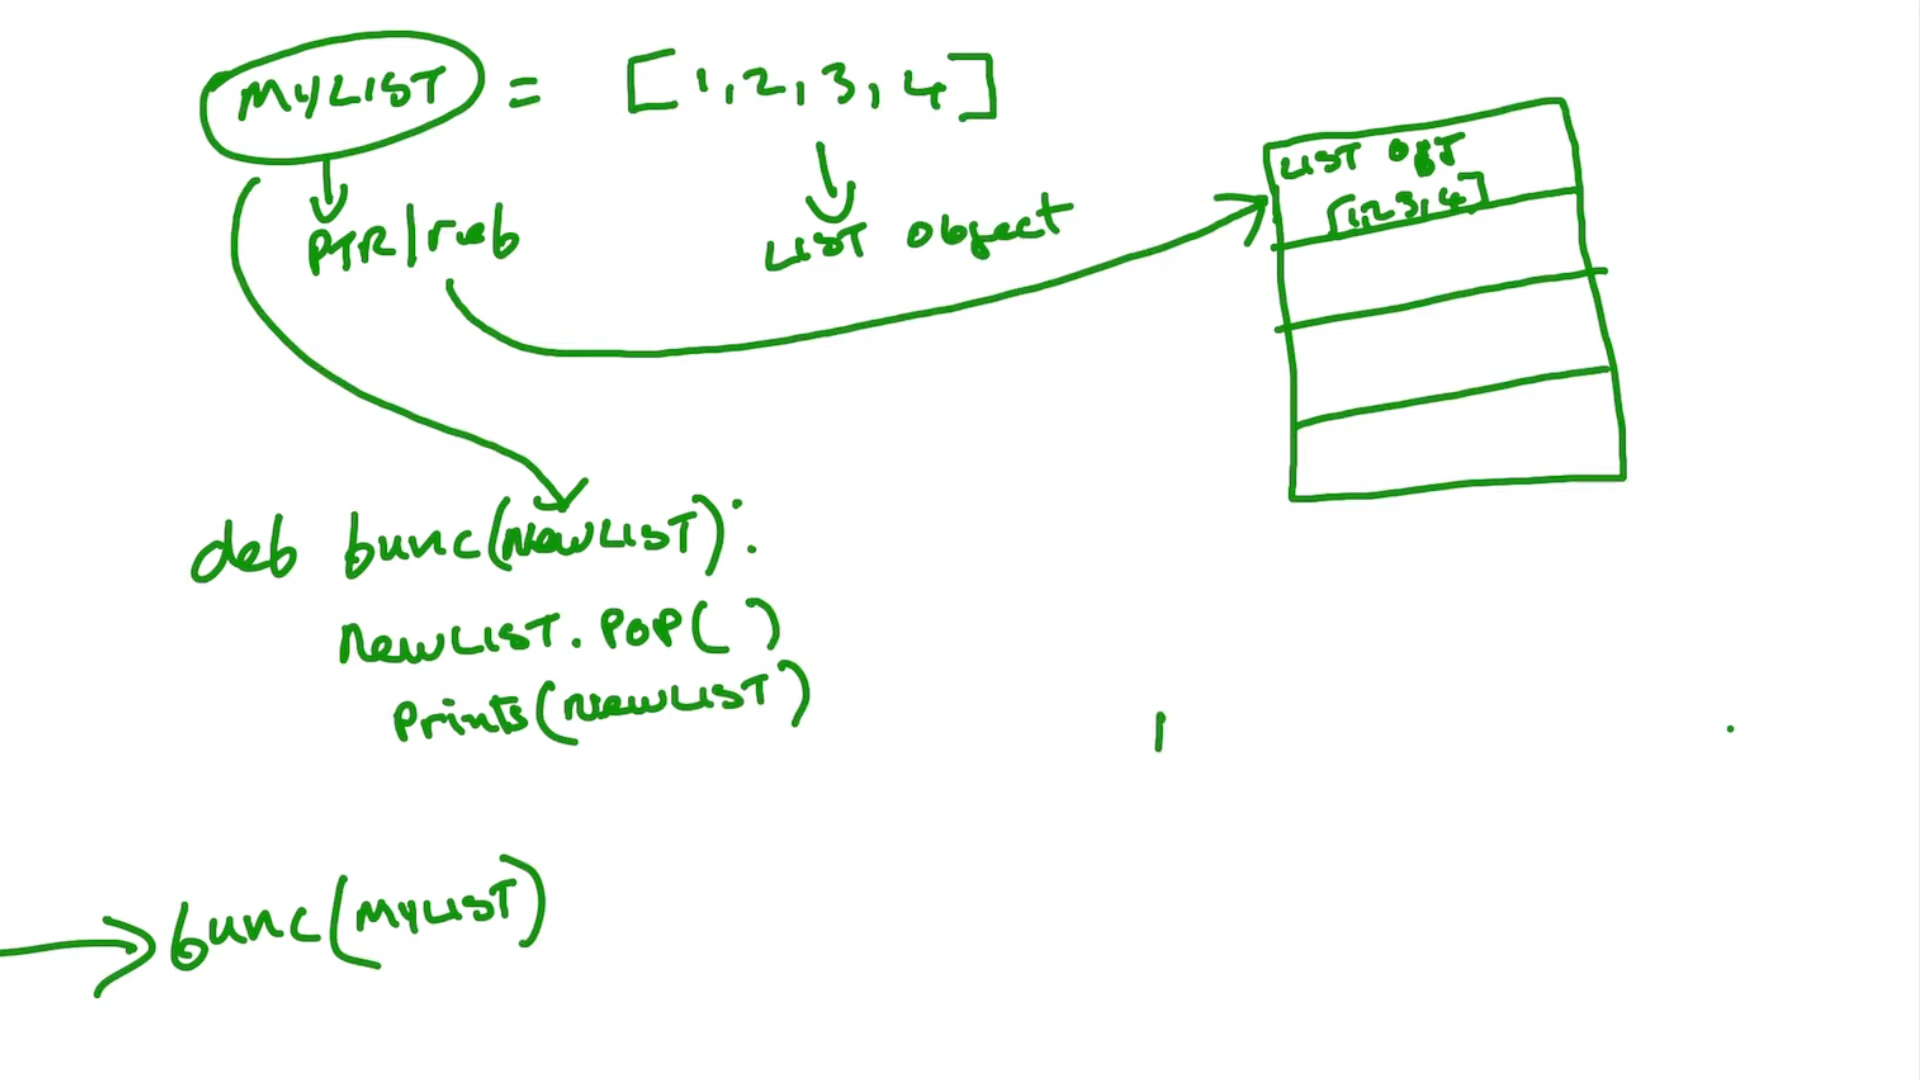 MYLIST = [1,2,3,4]
PTR/ref
LIST object
LIST OBJ
[1,2,3,4]
def func(NewLIST):
NewLIST.POP( )
Prints(NewLIST)
func(MYLIST)